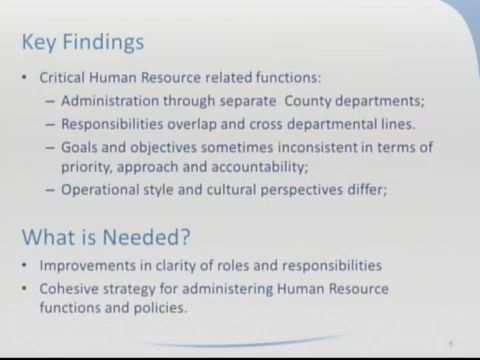 Key Findings
• Critical Human Resource related functions:
– Administration through separate County departments;
– Responsibilities overlap and cross departmental lines.
– Goals and objectives sometimes inconsistent in terms of
priority, approach and accountability;
– Operational style and cultural perspectives differ;
What is Needed?
• Improvements in clarity of roles and responsibilities
• Cohesive strategy for administering Human Resource
functions and policies.